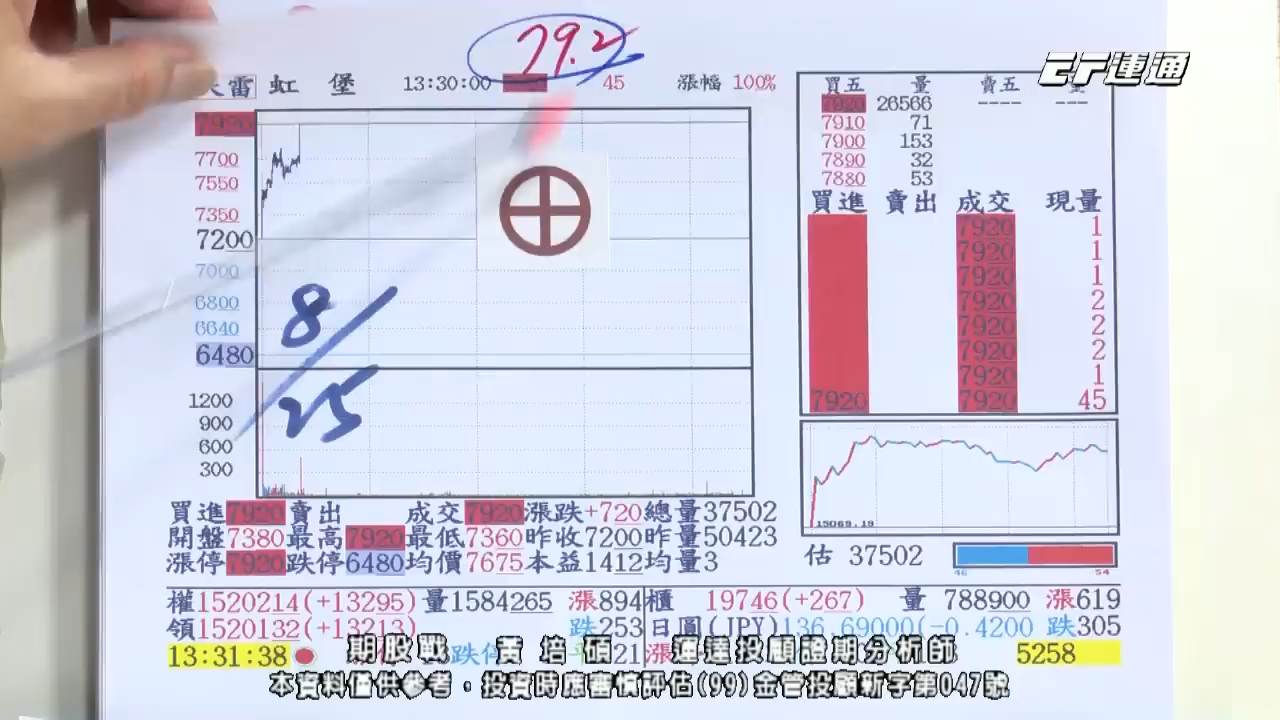 79.2
雷 虹 堡 13:30:00 45 漲幅 100%
EF運通
買五 量 賣五
7920 26566 ---- ---
7910 71
7900 153
7890 32
7880 53
買進 賣出 成交 現量
7920 1
7920 1
7920 1
7920 2
7920 2
7920 2
7920 1
7920 7920 45
7920
7700
7550
7350
7200
7000
6800
6640
6480
1200
900
600
300
8/25
15069.19
買進7920賣出 成交7920漲跌+720總量37502
開盤7380最高7920最低7360昨收7200昨量50423
漲停7920跌停6480均價7675本益1412均量3
估 37502
46 54
權1520214(+13295)量1584265 漲894櫃 19746(+267) 量 788900 漲619
領1520132(+13213) 跌253日圓(JPY)136.69000(-0.4200 跌305
13:31:38 5258
期股戰 黃培碩 運達投顧證期分析師
本資料僅供參考，投資時應審慎評估(99)金管投顧新字第047號